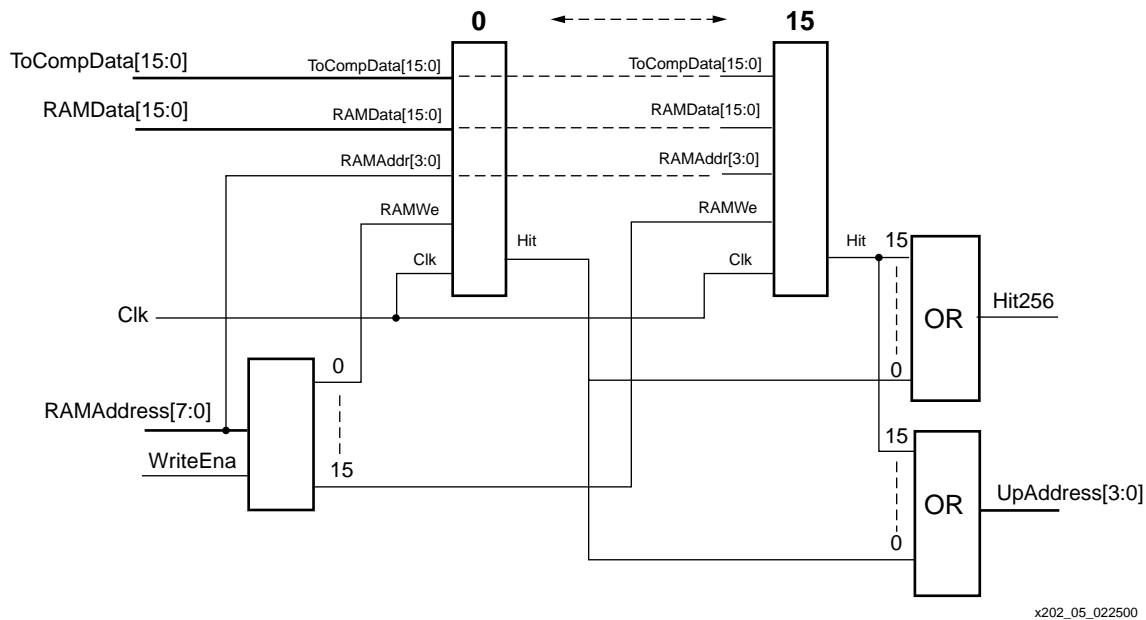 0
15
ToCompData[15:0]
ToCompData[15:0]
ToCompData[15:0]
RAMData[15:0]
RAMData[15:0]
RAMData[15:0]
RAMAddr[3:0]
RAMAddr[3:0]
RAMWe
RAMWe
Hit
Hit
15
Clk
Clk
Clk
OR
Hit256
0
0
RAMAddress[7:0]
WriteEna
15
15
OR
UpAddress[3:0]
0
x202_05_022500